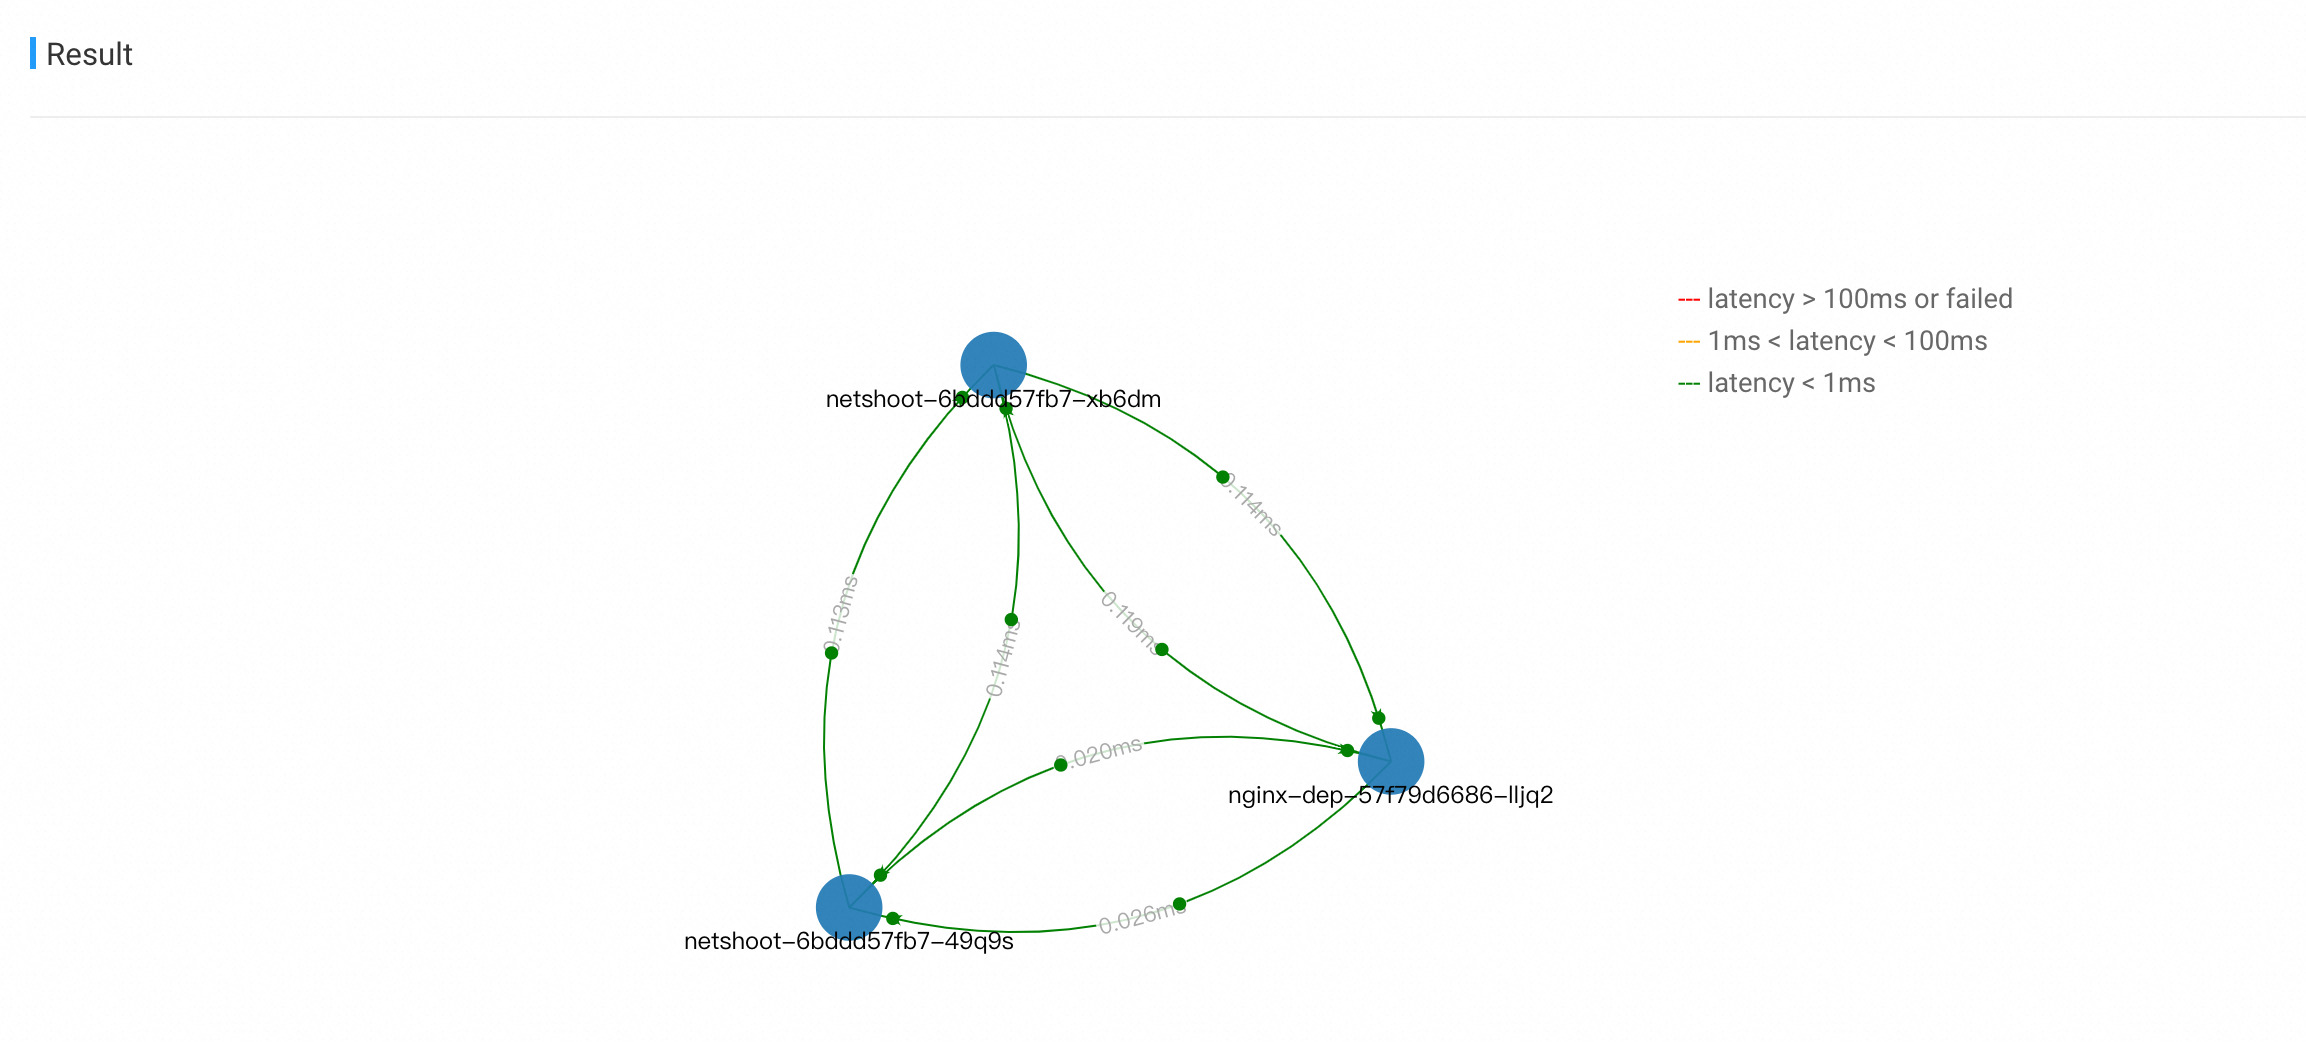 Result
latency > 100ms or failed
1ms < latency < 100ms
latency < 1ms
netshoot-6bddd57fb7-xb6dm
0.114ms
0.113ms
0.119ms
0.114ms
0.020ms
nginx-dep-57f79d6686-lljq2
0.026ms
netshoot-6bddd57fb7-49q9s